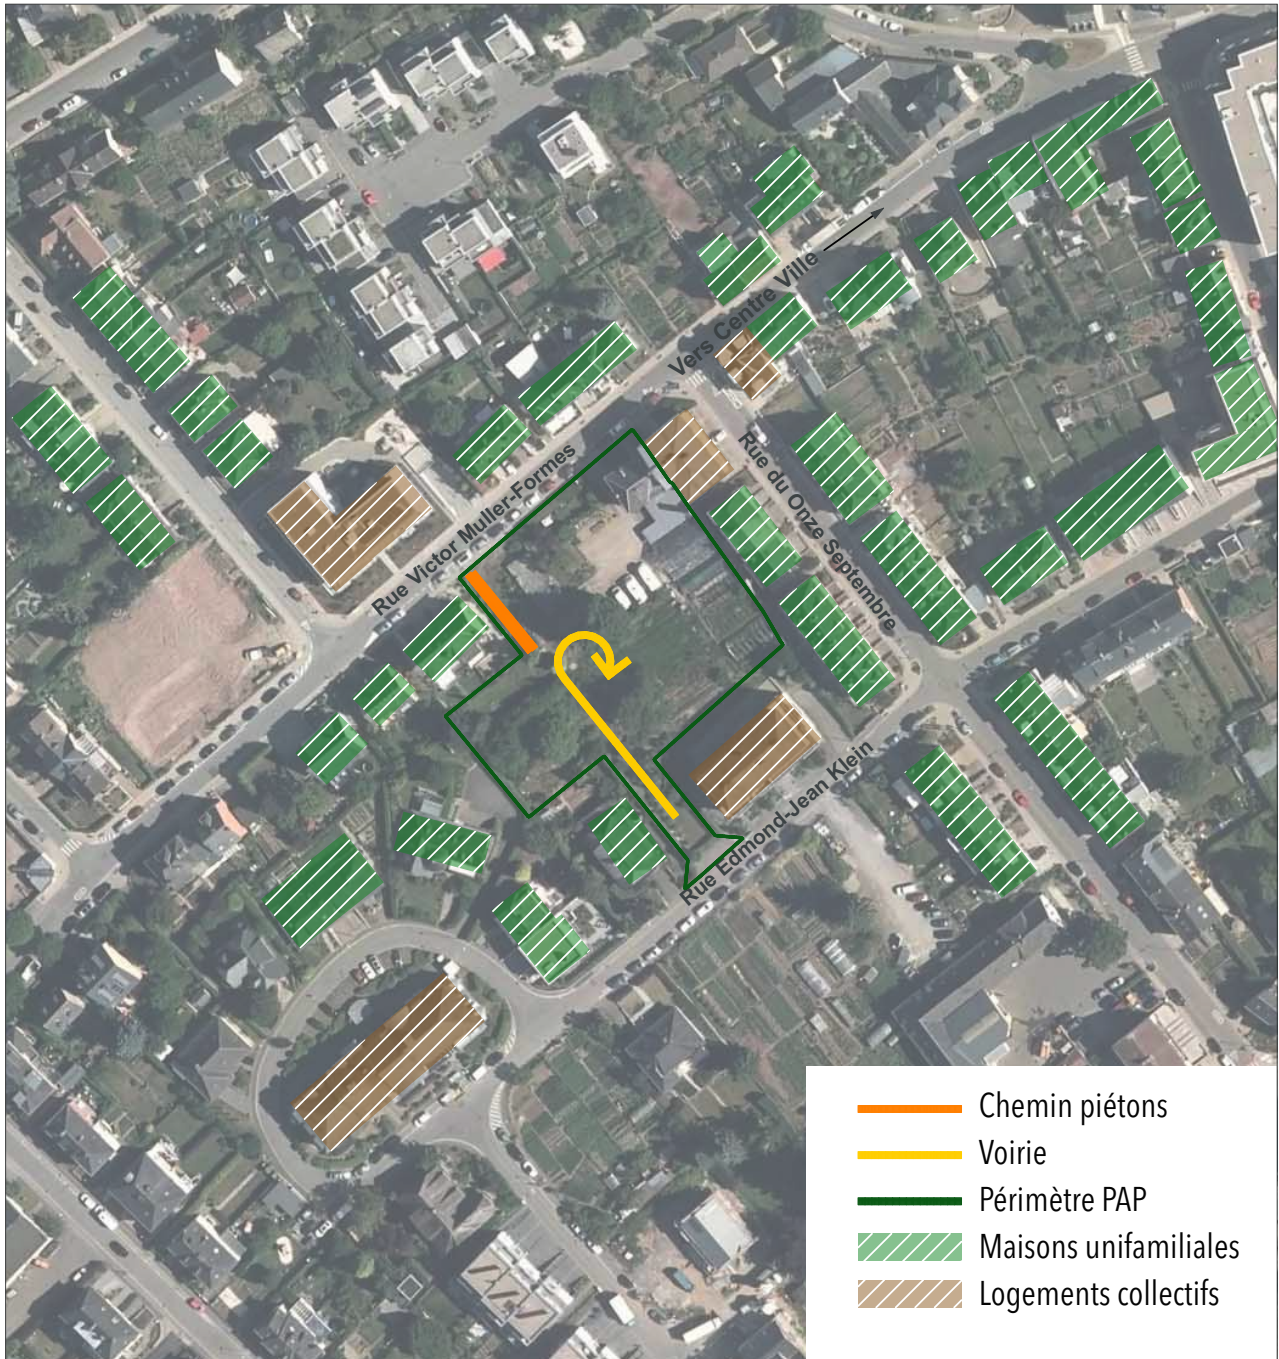 Vers Centre Ville
Rue Victor Muller-Formes
Rue du Onze Septembre
Rue Edmond-Jean Klein
Chemin piétons
Voirie
Périmètre PAP
Maisons unifamiliales
Logements collectifs